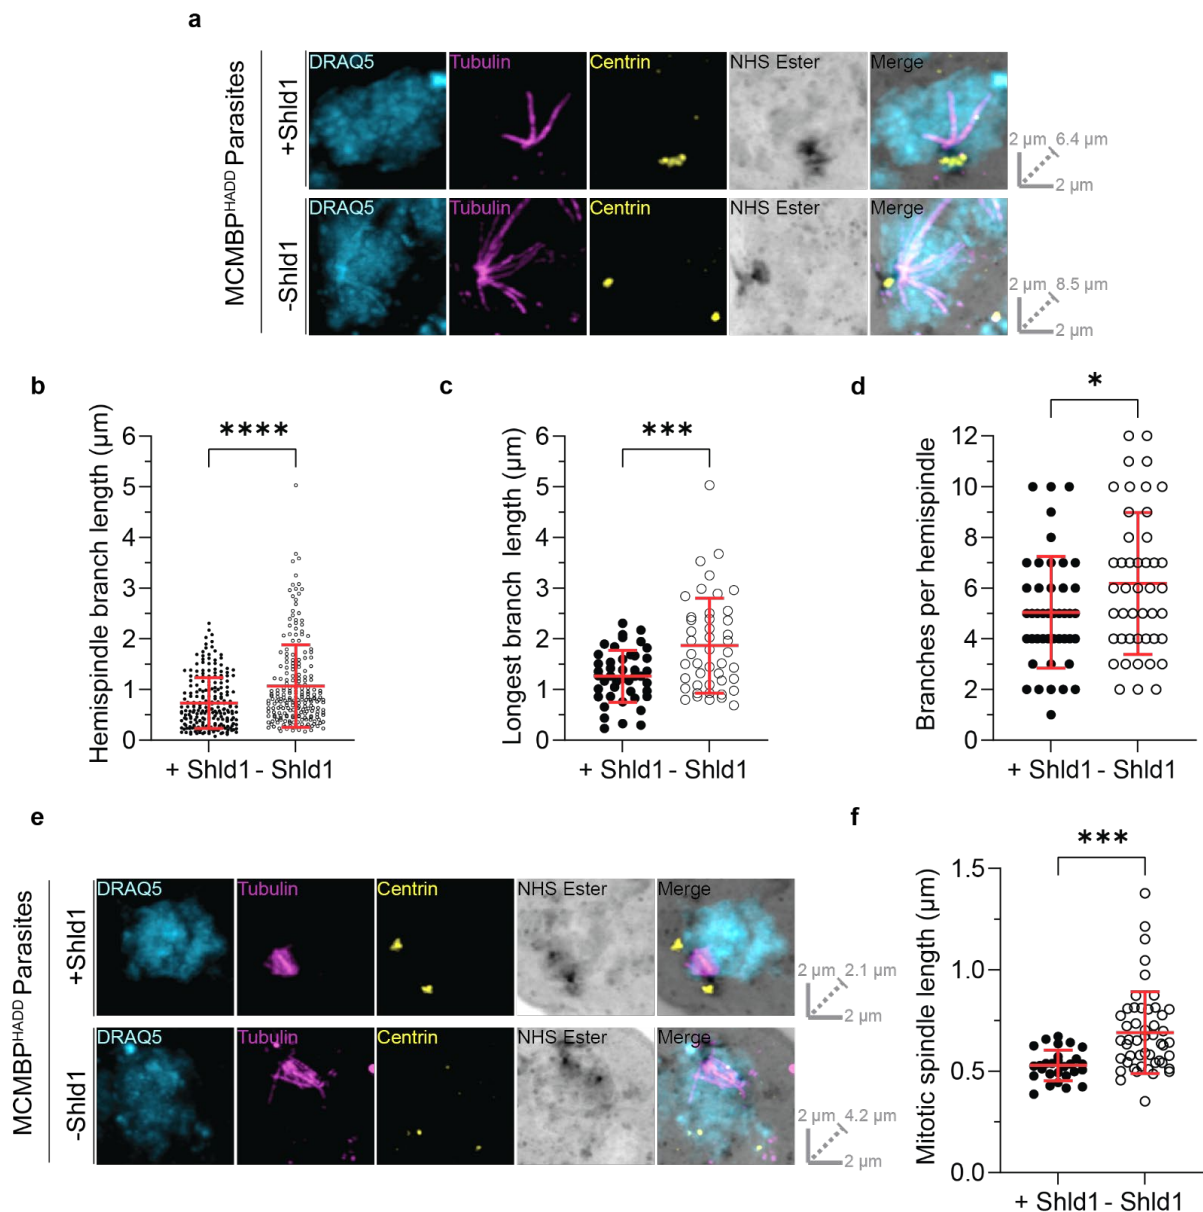 a
MCMBP^HADD Parasites
+Shld1
DRAQ5 Tubulin Centrin NHS Ester Merge
2 µm 6.4 µm
2 µm
-Shld1
DRAQ5 Tubulin Centrin NHS Ester Merge
2 µm 8.5 µm
2 µm
b
Hemispindle branch length (µm)
****
6
5
4
3
2
1
0
+ Shld1 - Shld1
c
Longest branch length (µm)
***
6
5
4
3
2
1
0
+ Shld1 - Shld1
d
Branches per hemispindle
*
12
10
8
6
4
2
0
+ Shld1 - Shld1
e
MCMBP^HADD Parasites
+Shld1
DRAQ5 Tubulin Centrin NHS Ester Merge
2 µm 2.1 µm
2 µm
-Shld1
DRAQ5 Tubulin Centrin NHS Ester Merge
2 µm 4.2 µm
2 µm
f
Mitotic spindle length (µm)
***
1.5
1.0
0.5
0.0
+ Shld1 - Shld1